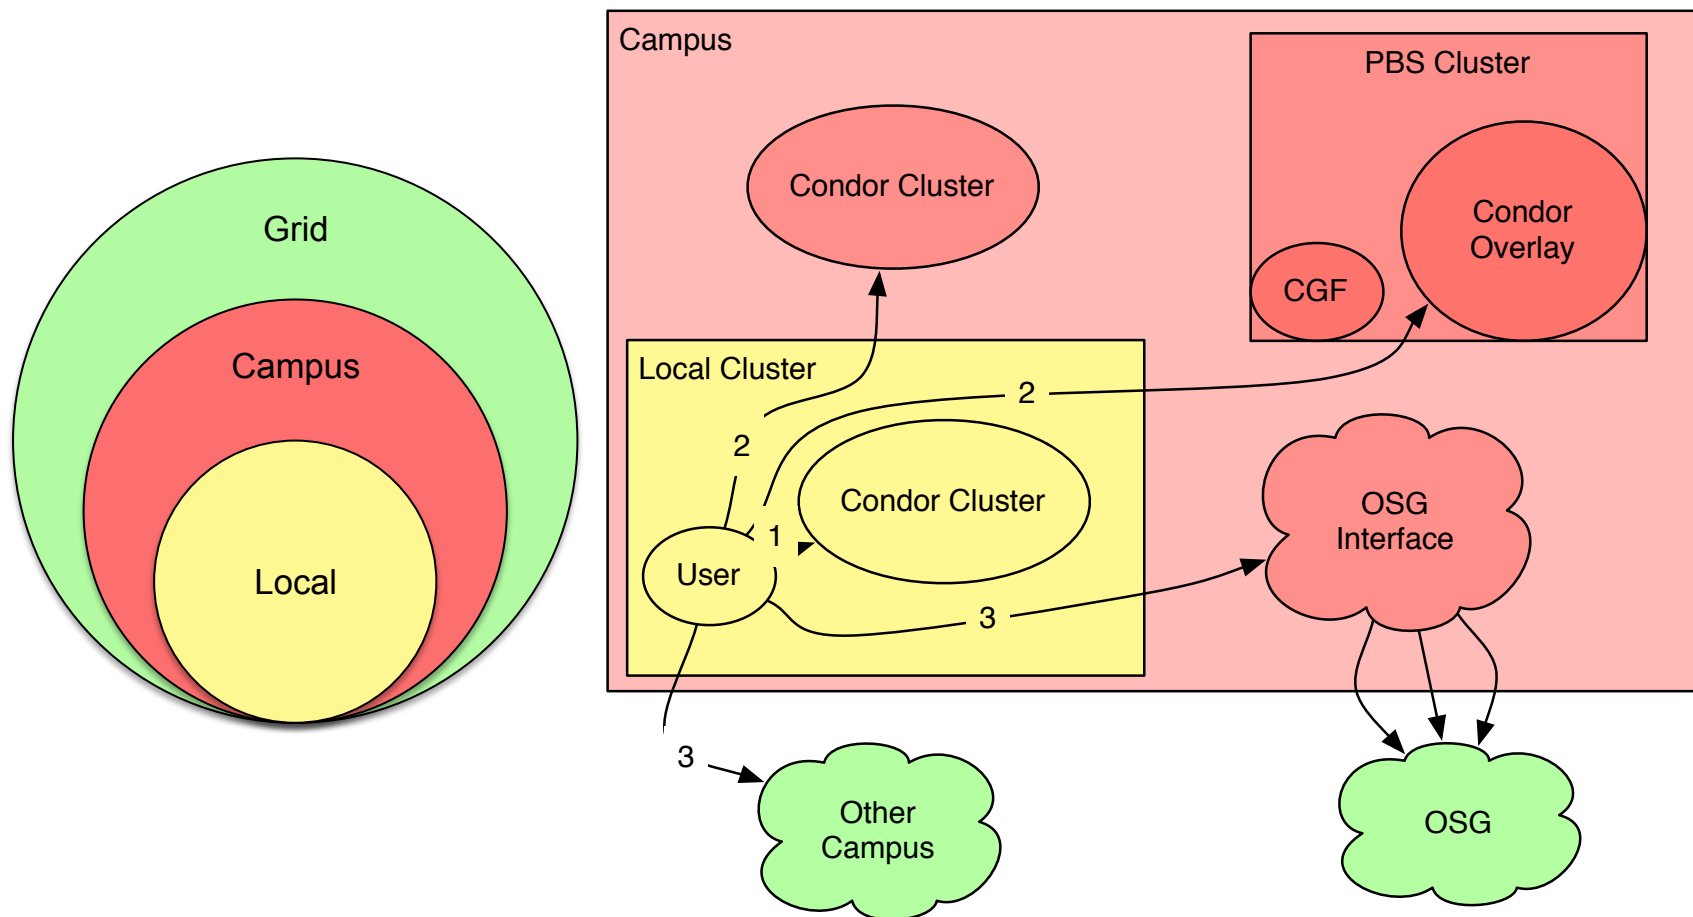 Grid
Campus
Local
Campus
PBS Cluster
Condor Cluster
Condor
Overlay
CGF
Local Cluster
2
2
Condor Cluster
1
User
3
OSG
Interface
3
Other
Campus
OSG